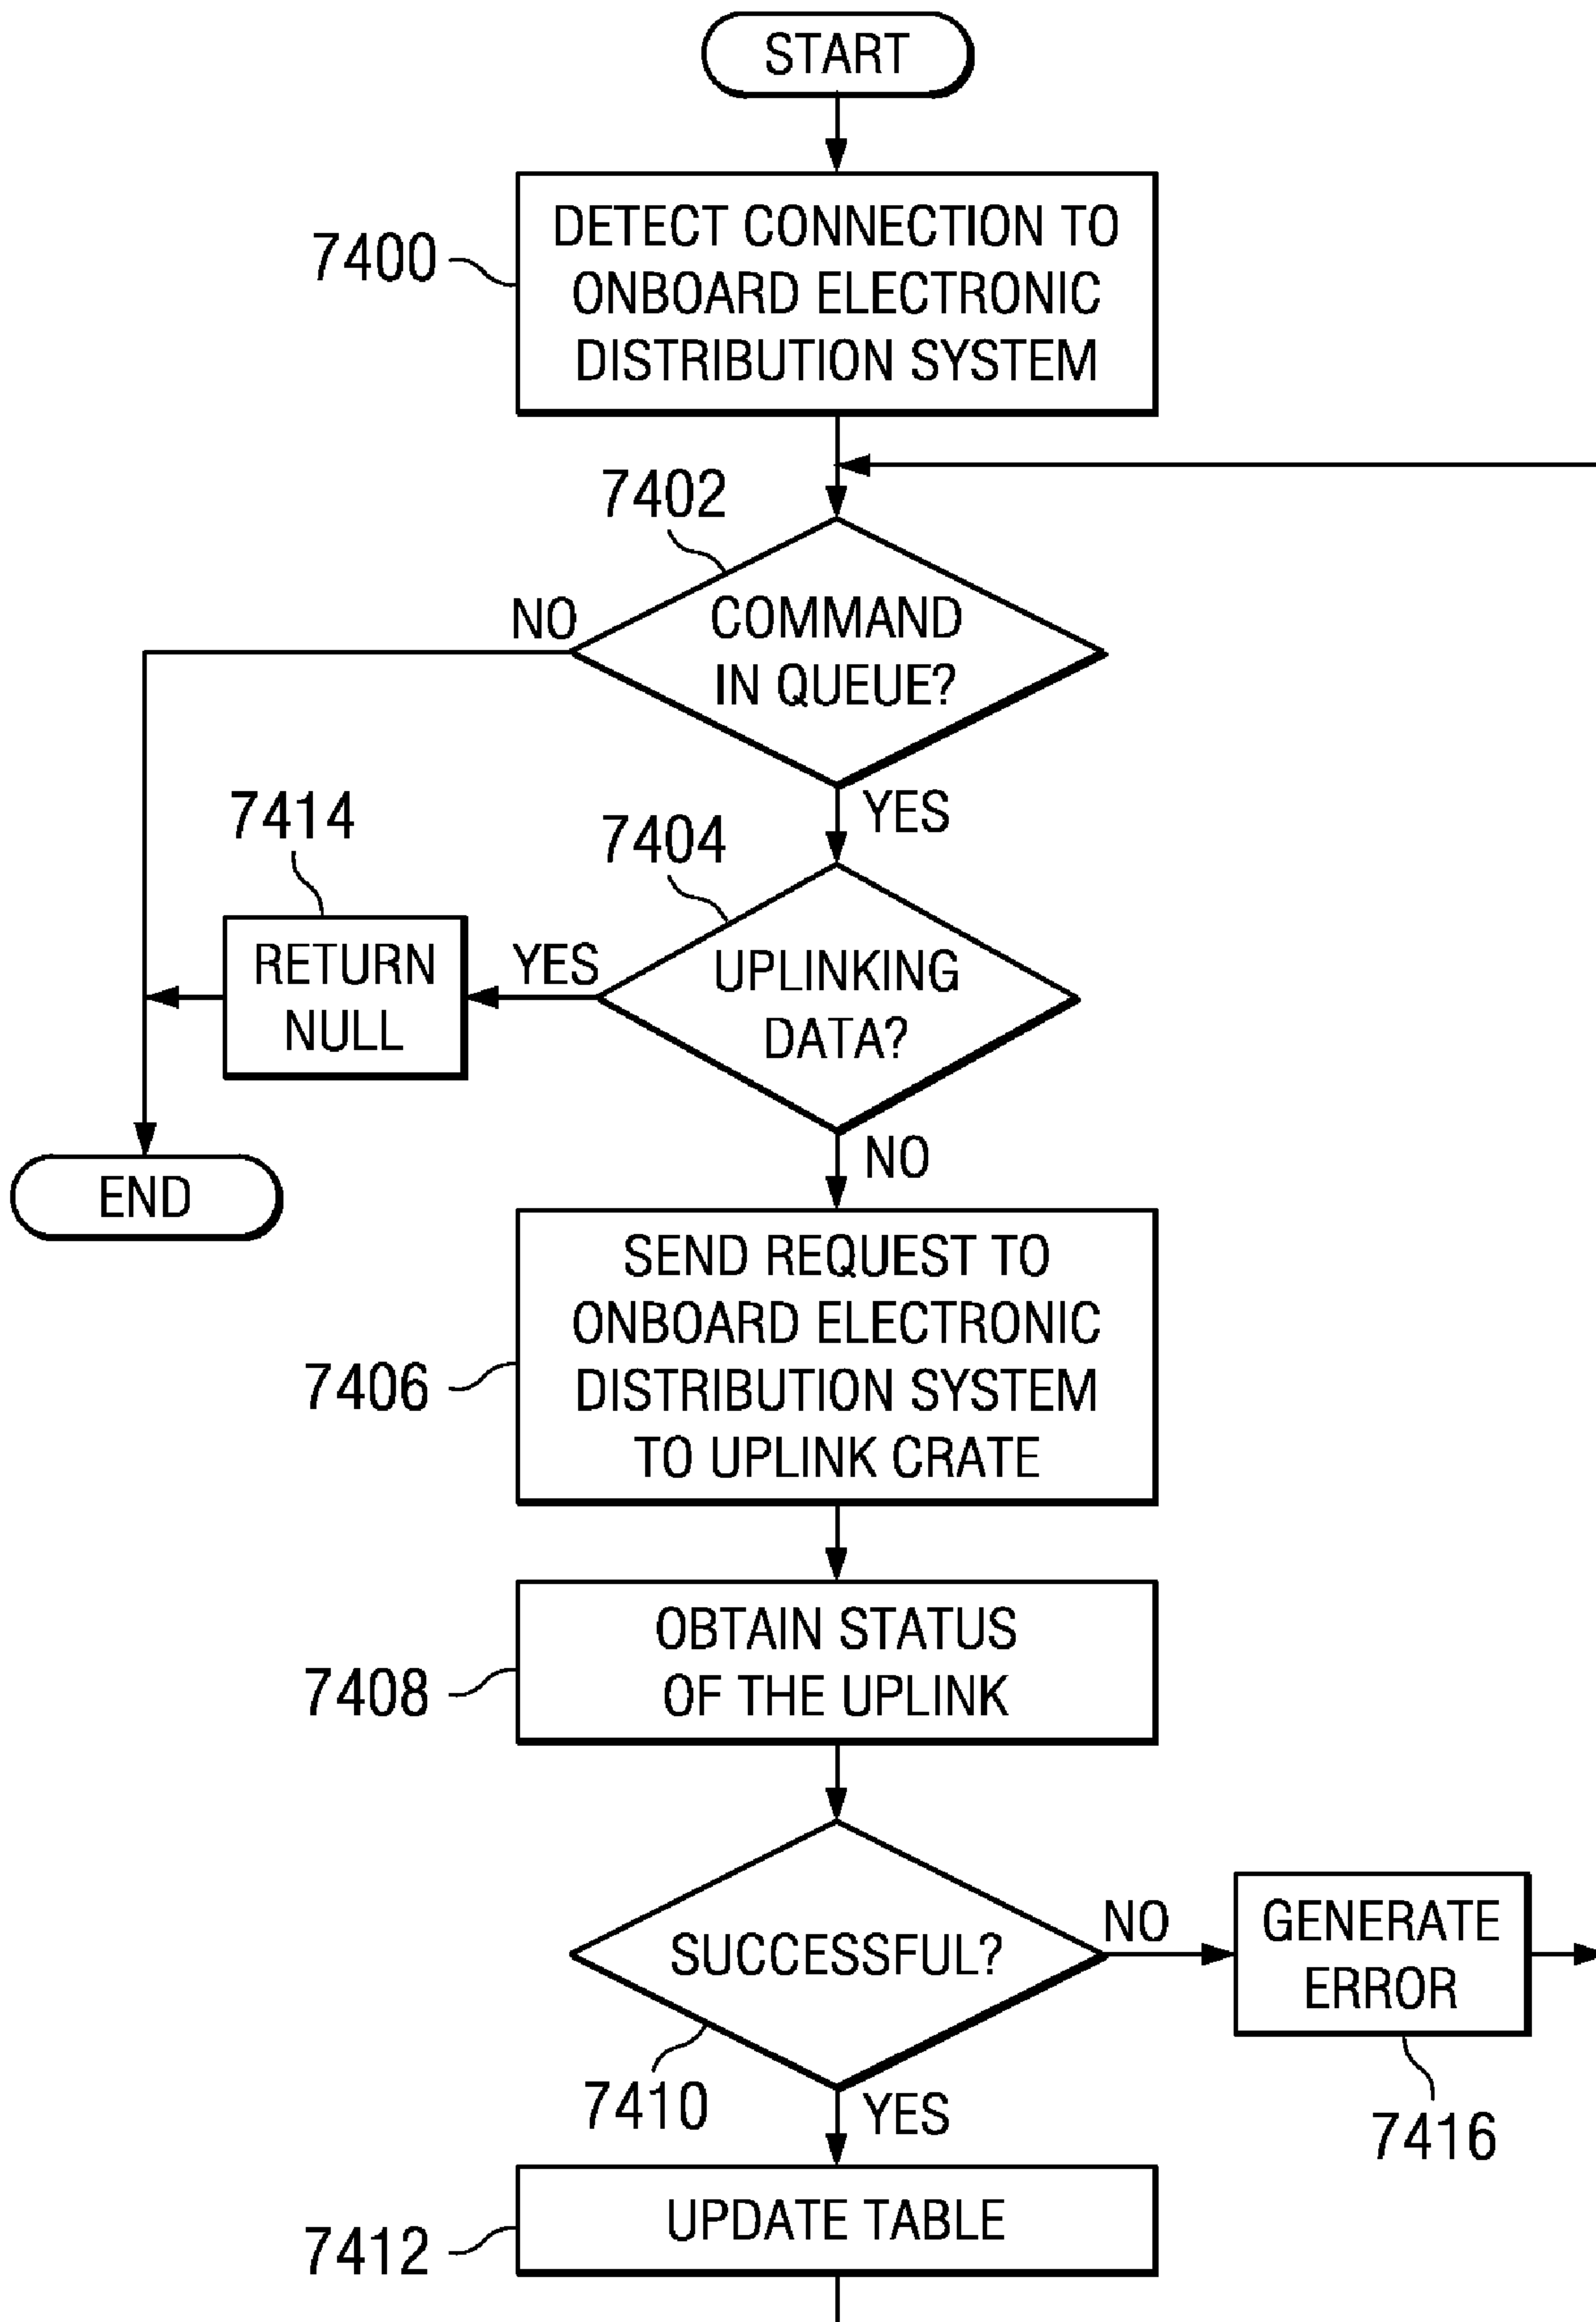 START
7400
DETECT CONNECTION TO
ONBOARD ELECTRONIC
DISTRIBUTION SYSTEM
7402
NO
COMMAND
IN QUEUE?
YES
7414
7404
RETURN
NULL
YES
UPLINKING
DATA?
NO
END
SEND REQUEST TO
ONBOARD ELECTRONIC
DISTRIBUTION SYSTEM
TO UPLINK CRATE
7406
OBTAIN STATUS
OF THE UPLINK
7408
SUCCESSFUL?
NO
GENERATE
ERROR
7410
YES
7416
UPDATE TABLE
7412